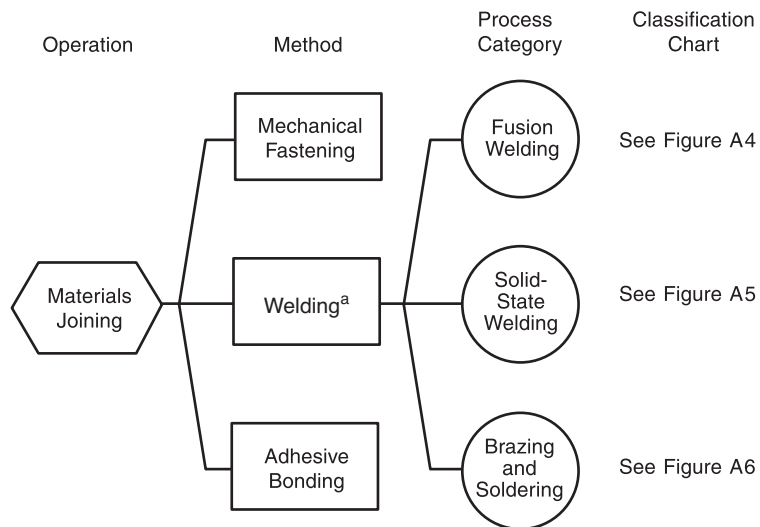 Operation
Method
Process
Category
Classification
Chart
Mechanical
Fastening
Fusion
Welding
See Figure A4
Materials
Joining
Weldingᵃ
Solid-
State
Welding
See Figure A5
Adhesive
Bonding
Brazing
and
Soldering
See Figure A6